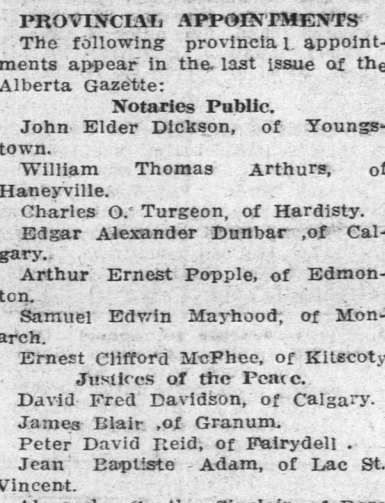 PROVINCIAL APPOINTMENTS
The following provincial appoint-
ments appear in the last issue of the
Alberta Gazette:
Notaries Public.
John Elder Dickson, of Youngs-
town.
William Thomas Arthurs, of
Haneyville.
Charles O. Turgeon, of Hardisty.
Edgar Alexander Dunbar ,of Cal-
gary.
Arthur Ernest Popple, of Edmon-
ton.
Samuel Edwin Mayhood, of Mon-
arch.
Ernest Clifford McPhee, of Kitscoty
Justices of the Peace.
David Fred Davidson, of Calgary.
James Blair ,of Granum.
Peter David Reid, of Fairydell .
Jean Baptiste Adam, of Lac St.
Vincent.